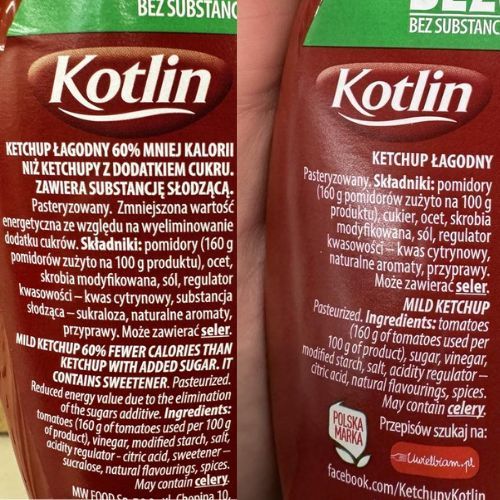 BEZ SUBSTANC
Kotlin
KETCHUP ŁAGODNY 60% MNIEJ KALORII
NIŻ KETCHUPY Z DODATKIEM CUKRU.
ZAWIERA SUBSTANCJĘ SŁODZĄCĄ.
Pasteryzowany. Zmniejszona wartość
energetyczna ze względu na wyeliminowanie
dodatku cukrów. Składniki: pomidory (160 g
pomidorów zużyto na 100 g produktu), ocet,
skrobia modyfikowana, sól, regulator
kwasowości – kwas cytrynowy, substancja
słodząca – sukraloza, naturalne aromaty,
przyprawy. Może zawierać seler.
MILD KETCHUP 60% FEWER CALORIES THAN
KETCHUP WITH ADDED SUGAR. IT
CONTAINS SWEETENER. Pasteurized.
Reduced energy value due to the elimination
of the sugars additive. Ingredients:
tomatoes (160 g of tomatoes used per 100 g
of product), vinegar, modified starch, salt,
acidity regulator - citric acid, sweetener –
sucralose, natural flavourings, spices.
May contain celery.
MW FOOD Chopina 10,
BEZ
BEZ SUBSTANC
Kotlin
KETCHUP ŁAGODNY
Pasteryzowany. Składniki: pomidory
(160 g pomidorów zużyto na 100 g
produktu), cukier, ocet, skrobia
modyfikowana, sól, regulator
kwasowości – kwas cytrynowy,
naturalne aromaty, przyprawy.
Może zawierać seler.
MILD KETCHUP
Pasteurized. Ingredients: tomatoes
(160 g of tomatoes used per
100 g of product), sugar, vinegar,
modified starch, salt, acidity regulator –
citric acid, natural flavourings, spices.
May contain celery.
POLSKA
MARKA
Przepisów szukaj na:
Uwielbiam.pl
facebook.com/KetchupyKotlin